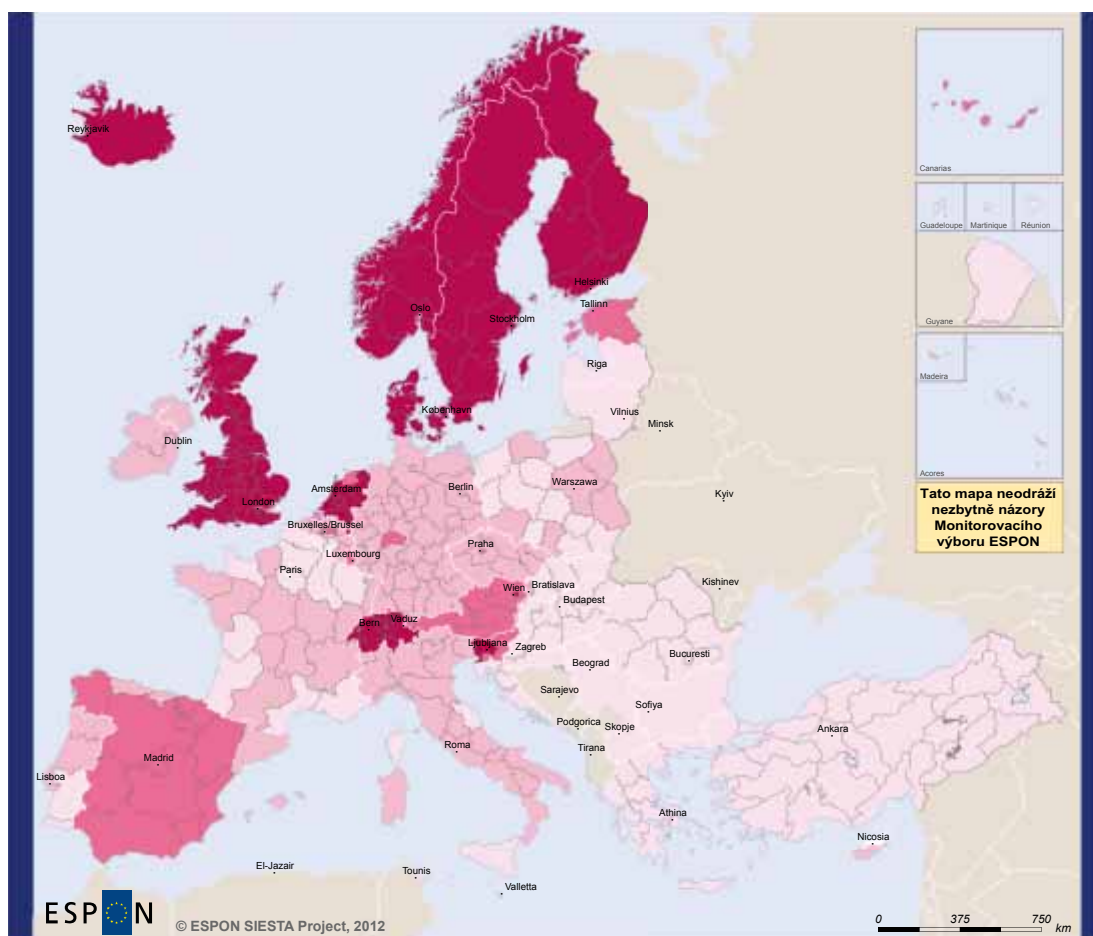 Reykjavík
Canarias
Guadeloupe
Martinique
Réunion
Guyane
Madeira
Acores
Tato mapa neodráží
nezbytně názory
Monitorovacího
výboru ESPON
Helsinki
Tallinn
Oslo
Stockholm
Riga
København
Vilnius
Minsk
Dublin
Amsterdam
Berlin
Warszawa
London
Kyiv
Bruxelles/Brussel
Praha
Luxembourg
Paris
Kishinev
Wien
Bratislava
Budapest
Bern
Vaduz
Ljubljana
Zagreb
Bucuresti
Beograd
Sarajevo
Sofiya
Podgorica
Skopje
Ankara
Roma
Tirana
Madrid
Lisboa
Athina
Nicosia
El-Jazair
Tounis
Valletta
ESPON
© ESPON SIESTA Project, 2012
0 375 750
km